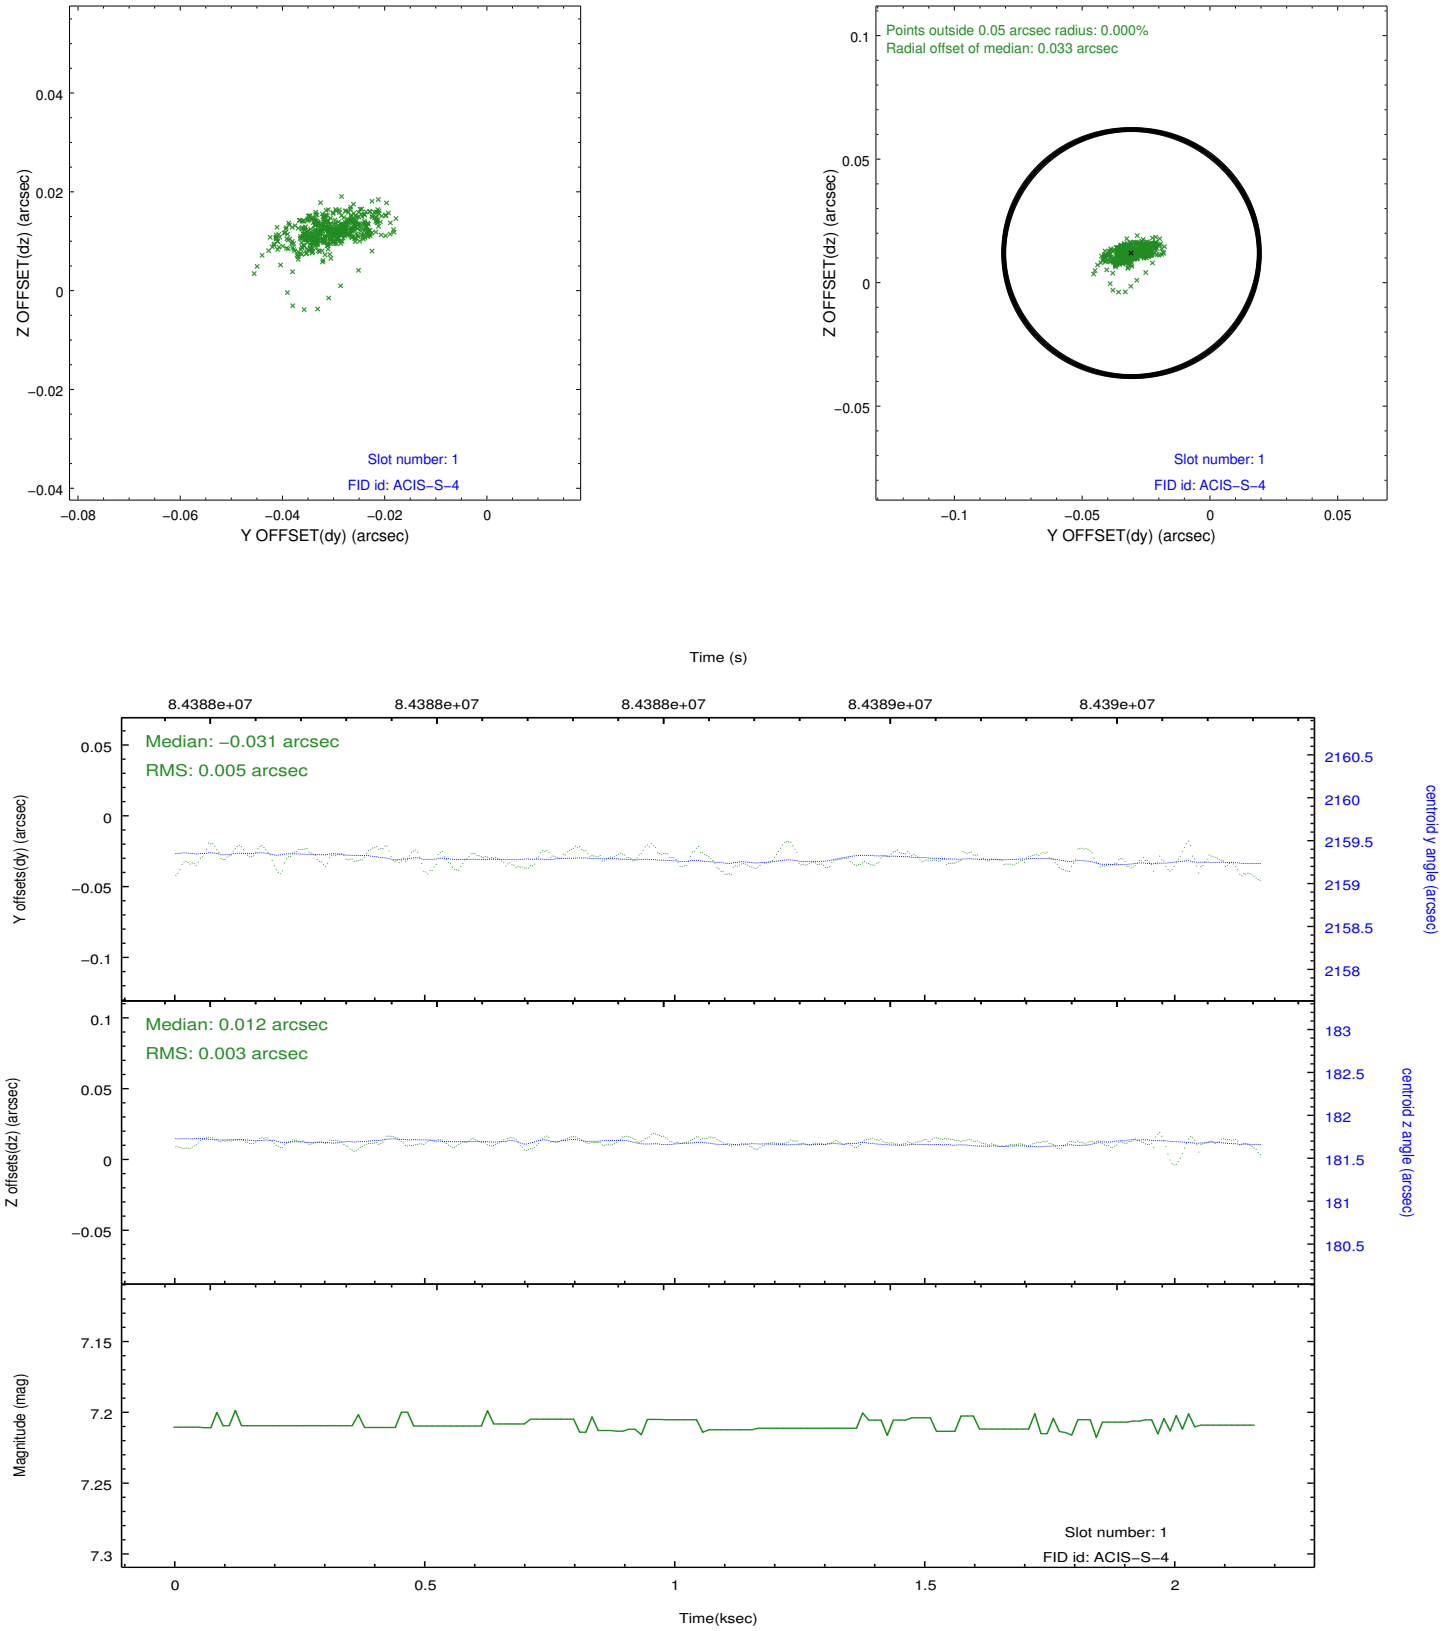 0.04
0.02
0
−0.02
−0.04
Z OFFSET(dz) (arcsec)
Slot number: 1
FID id: ACIS−S−4
−0.08
−0.06
−0.04
−0.02
0
Y OFFSET(dy) (arcsec)
Points outside 0.05 arcsec radius: 0.000%
Radial offset of median: 0.033 arcsec
0.1
0.05
0
−0.05
Z OFFSET(dz) (arcsec)
Slot number: 1
FID id: ACIS−S−4
−0.1
−0.05
0
0.05
Y OFFSET(dy) (arcsec)
Time (s)
8.4388e+07
8.4388e+07
8.4388e+07
8.4389e+07
8.439e+07
Median: −0.031 arcsec
RMS: 0.005 arcsec
0.05
0
−0.05
−0.1
Y offsets(dy) (arcsec)
2160.5
2160
2159.5
2159
2158.5
2158
centroid y angle (arcsec)
Median: 0.012 arcsec
RMS: 0.003 arcsec
0.1
0.05
0
−0.05
Z offsets(dz) (arcsec)
183
182.5
182
181.5
181
180.5
centroid z angle (arcsec)
7.15
7.2
7.25
7.3
Magnitude (mag)
Slot number: 1
FID id: ACIS−S−4
0
0.5
1
1.5
2
Time(ksec)